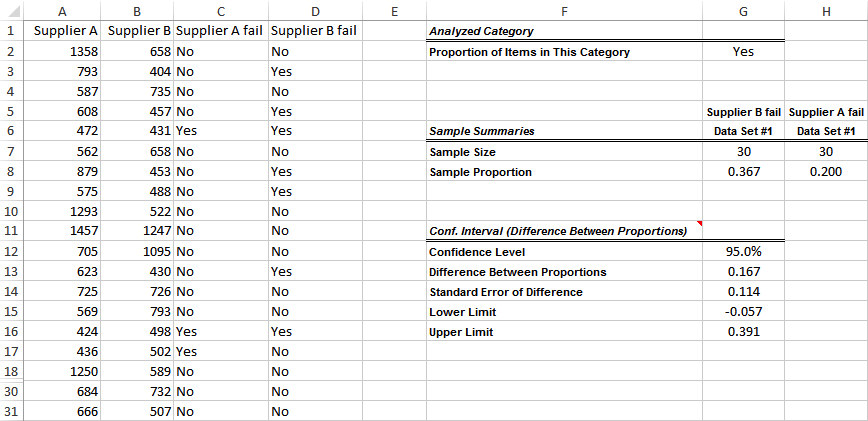 A B C D E F G H
1 Supplier A Supplier B Supplier A fail Supplier B fail Analyzed Category
2 1358 658 No No Proportion of Items in This Category Yes
3 793 404 No Yes
4 587 735 No No
5 608 457 No Yes Supplier B fail Supplier A fail
6 472 431 Yes Yes Sample Summaries Data Set #1 Data Set #1
7 562 658 No No Sample Size 30 30
8 879 453 No Yes Sample Proportion 0.367 0.200
9 575 488 No Yes
10 1293 522 No No
11 1457 1247 No No Conf. Interval (Difference Between Proportions)
12 705 1095 No No Confidence Level 95.0%
13 623 430 No Yes Difference Between Proportions 0.167
14 725 726 No No Standard Error of Difference 0.114
15 569 793 No No Lower Limit -0.057
16 424 498 Yes Yes Upper Limit 0.391
17 436 502 Yes No
18 1250 589 No No
30 684 732 No No
31 666 507 No No